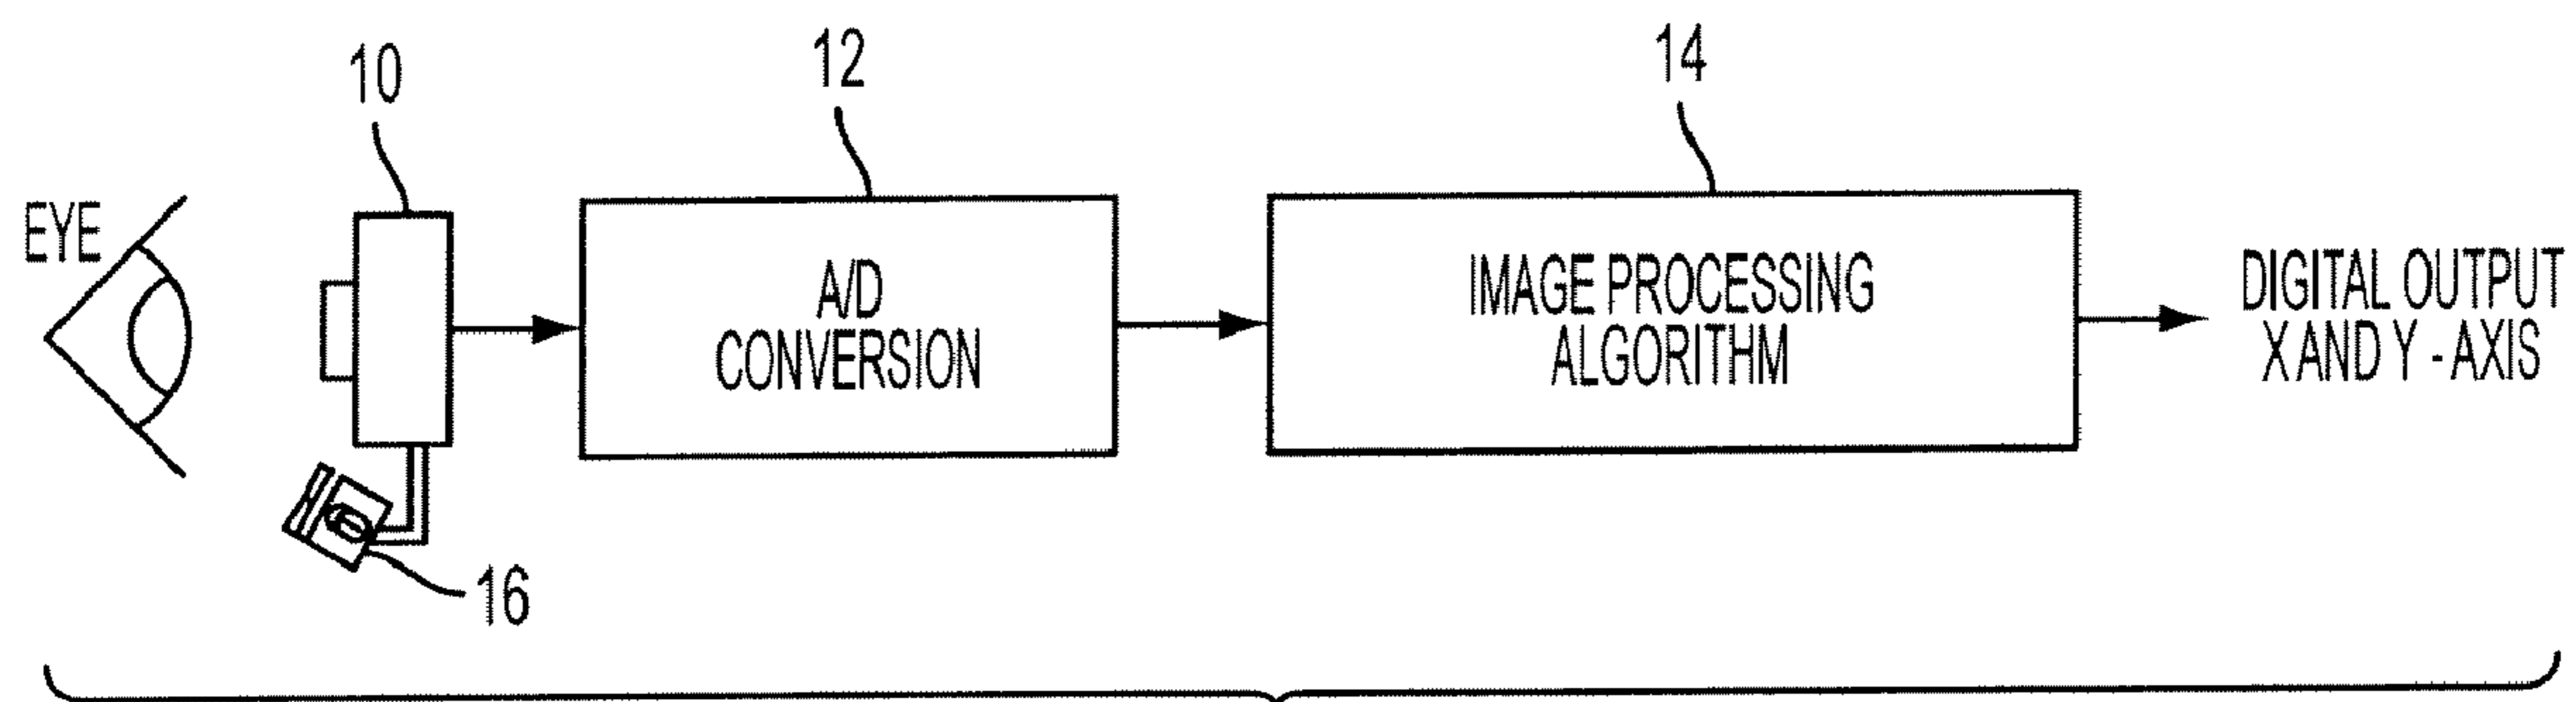 10
12
14
EYE
A/D
CONVERSION
IMAGE PROCESSING
ALGORITHM
DIGITAL OUTPUT
X AND Y - AXIS
16